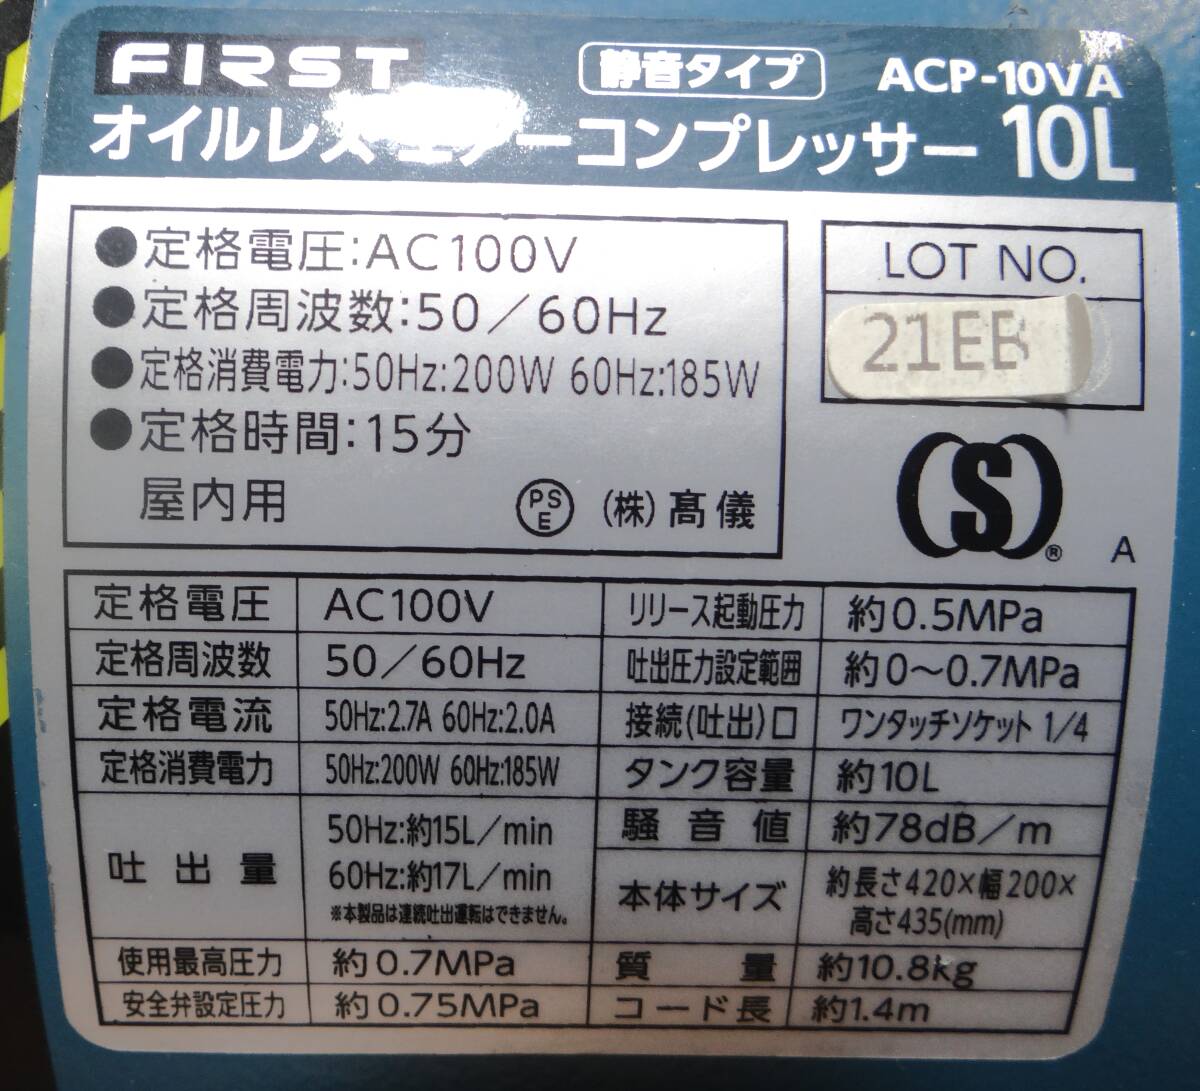 FIRST
静音タイプ
ACP-10VA
オイルレスエアーコンプレッサー 10L
●定格電圧:AC100V
●定格周波数:50/60Hz
●定格消費電力:50Hz:200W 60Hz:185W
●定格時間:15分
屋内用
PSE
(株)髙儀
LOT NO.
21EB
(S)®
A
定格電圧 AC100V
定格周波数 50/60Hz
定格電流 50Hz:2.7A 60Hz:2.0A
定格消費電力 50Hz:200W 60Hz:185W
吐出量 50Hz:約15L/min
60Hz:約17L/min
※本製品は連続吐出運転はできません。
使用最高圧力 約0.7MPa
安全弁設定圧力 約0.75MPa
リリース起動圧力 約0.5MPa
吐出圧力設定範囲 約0〜0.7MPa
接続(吐出)口 ワンタッチソケット 1/4
タンク容量 約10L
騒音値 約78dB/m
本体サイズ 約長さ420×幅200×
高さ435(mm)
質量 約10.8kg
コード長 約1.4m